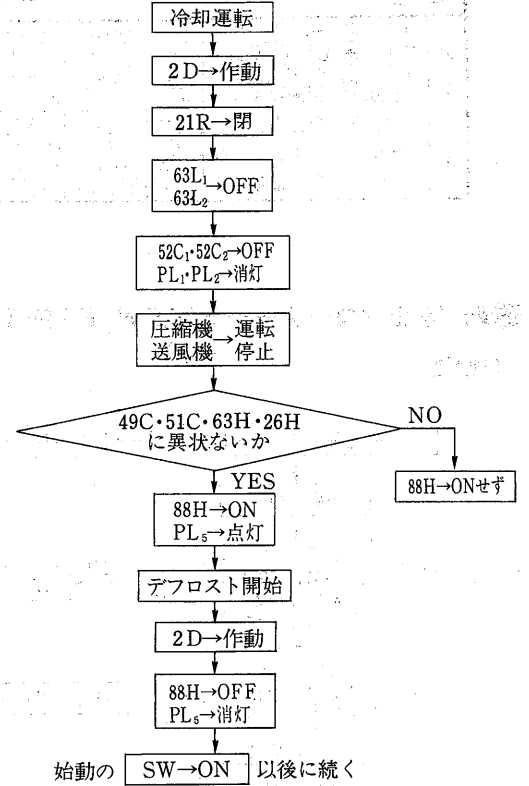 冷却運転
2D→作動
21R→閉
63L₁
63L₂→OFF
52C₁・52C₂→OFF
PL₁・PL₂→消灯
圧縮機→運転
送風機 停止
49C・51C・63H・26H
に異状ないか
NO
88H→ONせず
YES
88H→ON
PL₅→点灯
デフロスト開始
2D→作動
88H→OFF
PL₅→消灯
始動の SW→ON 以後に続く